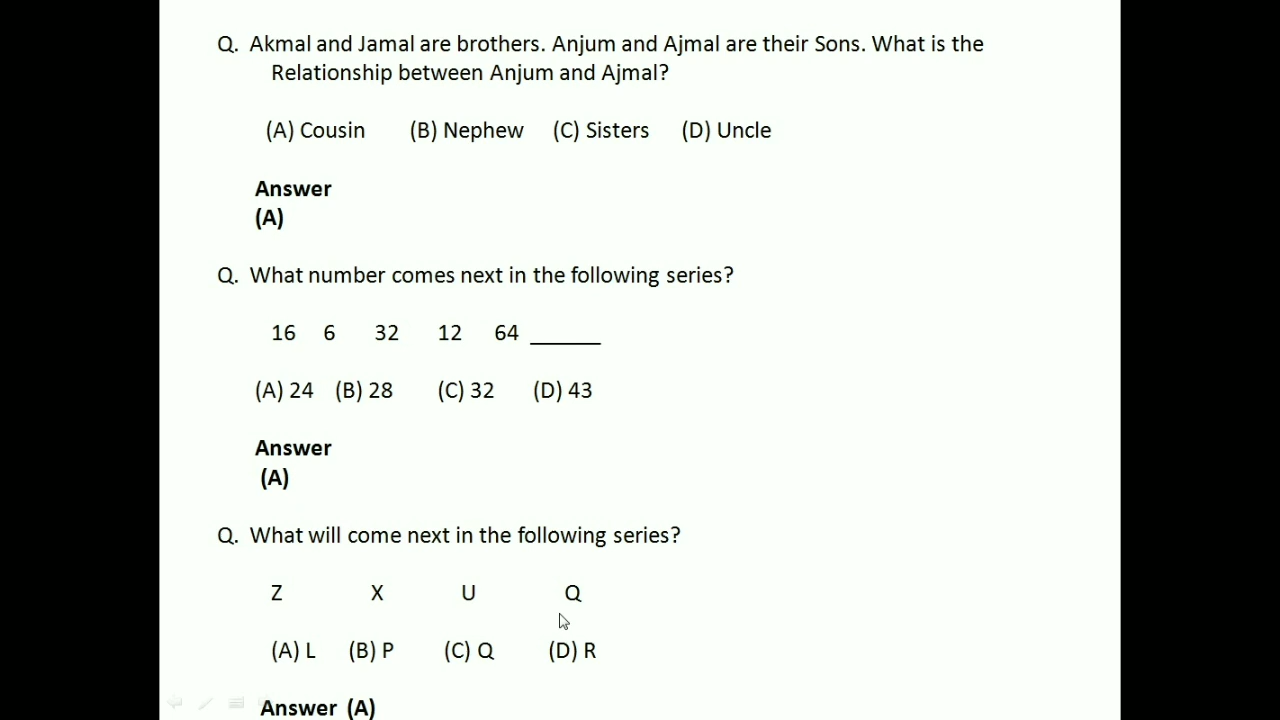 Q. Akmal and Jamal are brothers. Anjum and Ajmal are their Sons. What is the
Relationship between Anjum and Ajmal?
(A) Cousin (B) Nephew (C) Sisters (D) Uncle
Answer
(A)
Q. What number comes next in the following series?
16 6 32 12 64 ______
(A) 24 (B) 28 (C) 32 (D) 43
Answer
(A)
Q. What will come next in the following series?
Z X U Q
(A) L (B) P (C) Q (D) R
Answer (A)